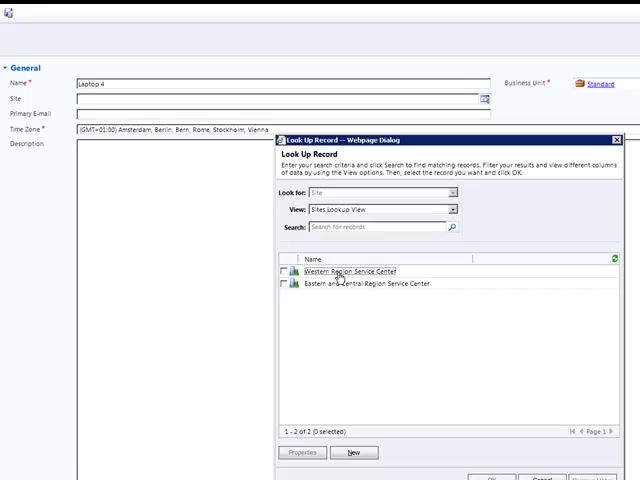 General
Name * Laptop 4 Business Unit * Standard
Site
Primary E-mail
Time Zone * (GMT+01:00) Amsterdam, Berlin, Bern, Rome, Stockholm, Vienna
Description
Look Up Record -- Webpage Dialog
Look Up Record
Enter your search criteria and click Search to find matching records. Filter your results and view different columns
of data by using the View options. Then, select the record you want and click OK.
Look for: Site
View: Sites Lookup View
Search: Search for records
Name
Western Region Service Center
Eastern and Central Region Service Center
1 - 2 of 2 (0 selected) Page 1
Properties New
OK Cancel